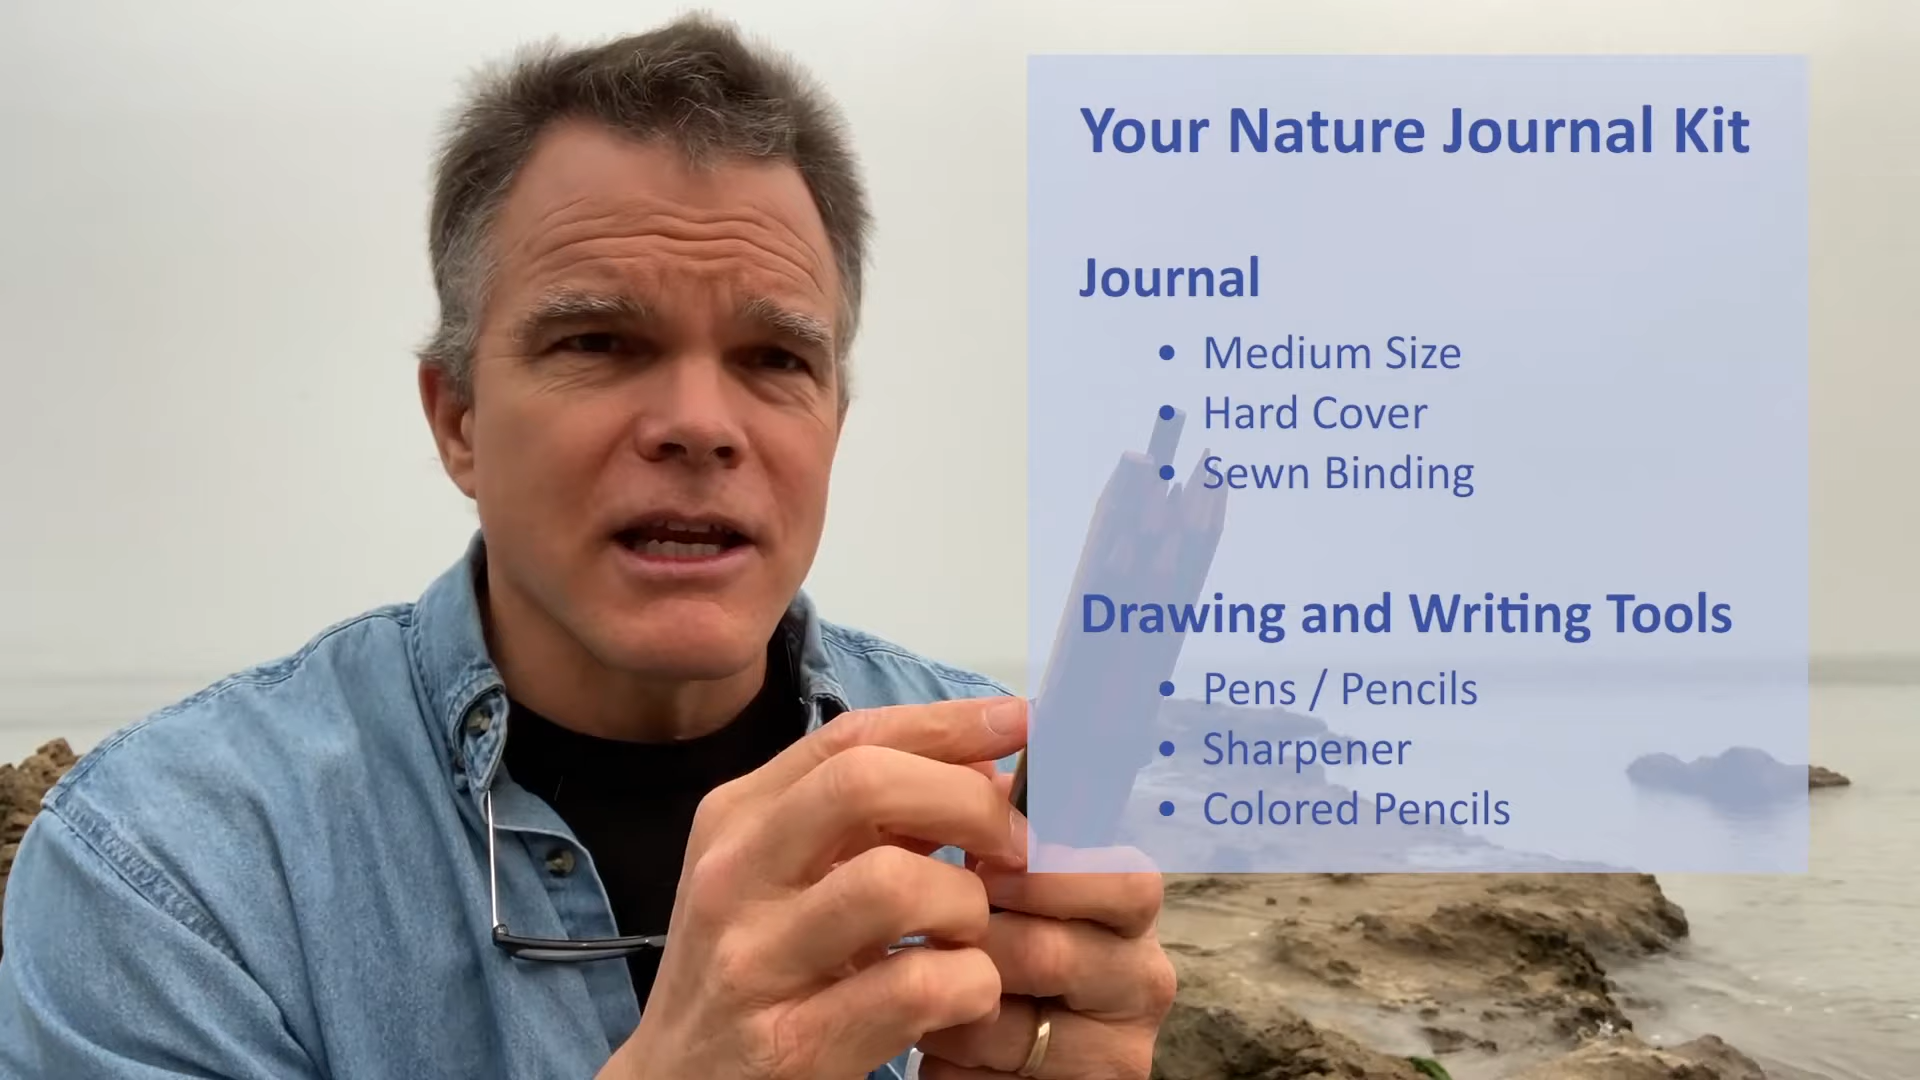 Your Nature Journal Kit
Journal
• Medium Size
• Hard Cover
• Sewn Binding
Drawing and Writing Tools
• Pens / Pencils
• Sharpener
• Colored Pencils